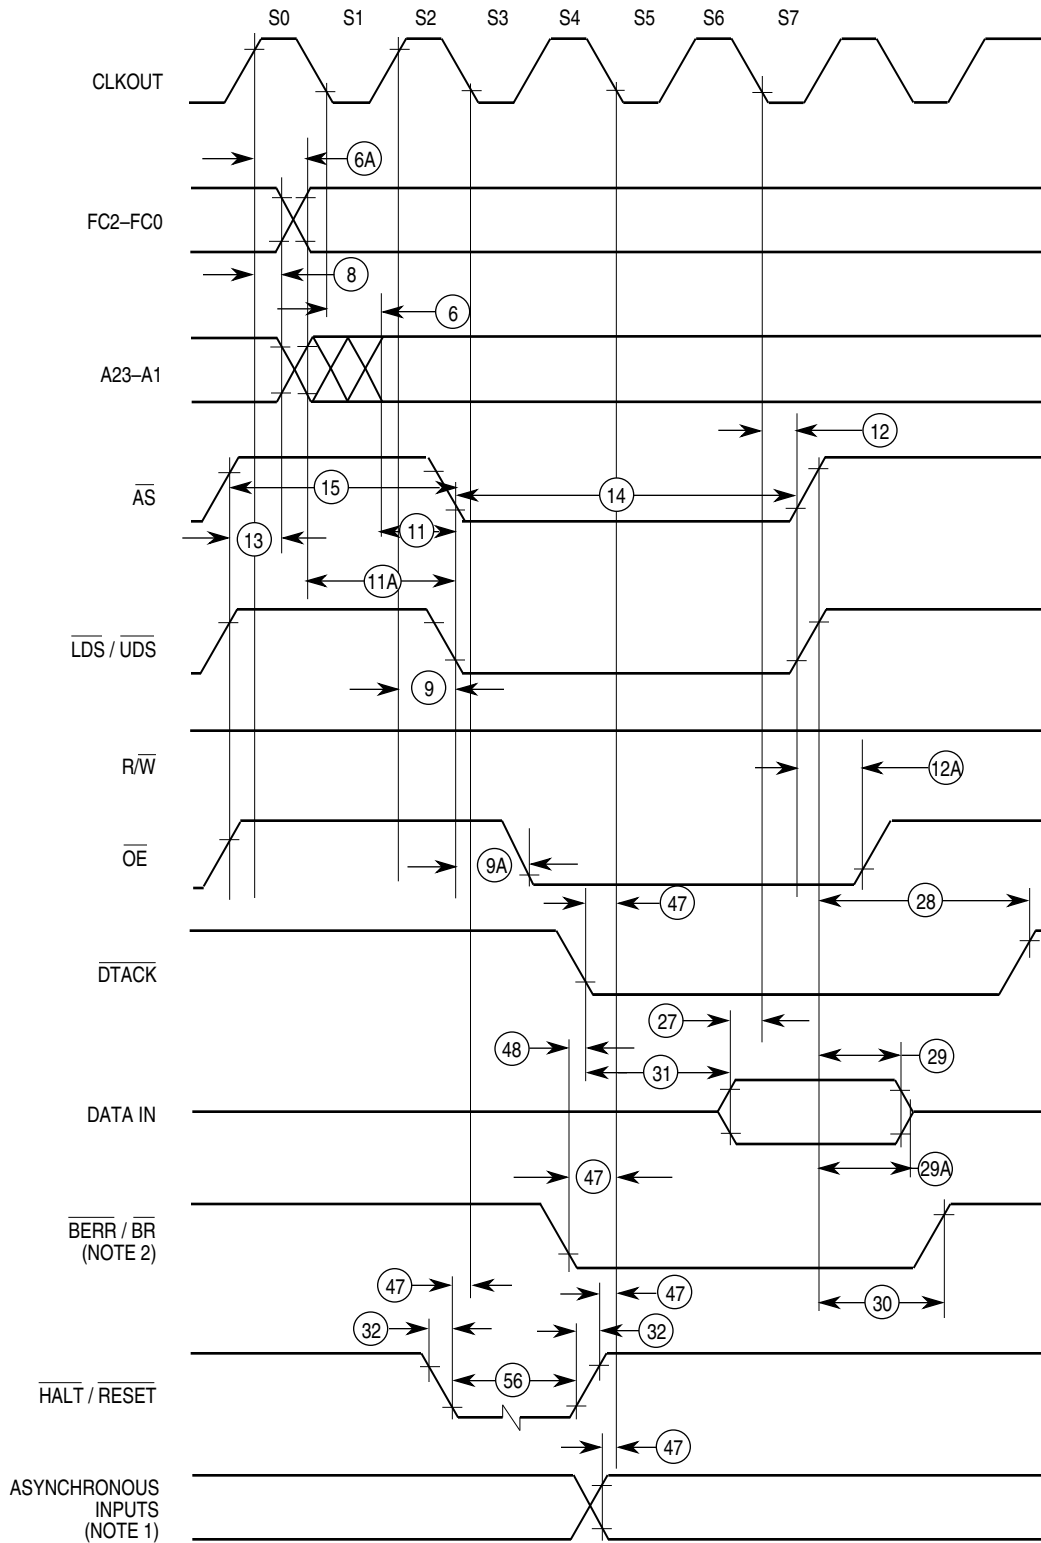 S0 S1 S2 S3 S4 S5 S6 S7
CLKOUT
6A
FC2–FC0
8
6
A23–A1
12
AS
15
14
11
13
11A
LDS / UDS
9
R/W
12A
OE
9A
47
28
DTACK
27
48
29
31
DATA IN
47
29A
BERR / BR
(NOTE 2)
47
47
30
32
32
56
HALT / RESET
47
ASYNCHRONOUS
INPUTS
(NOTE 1)